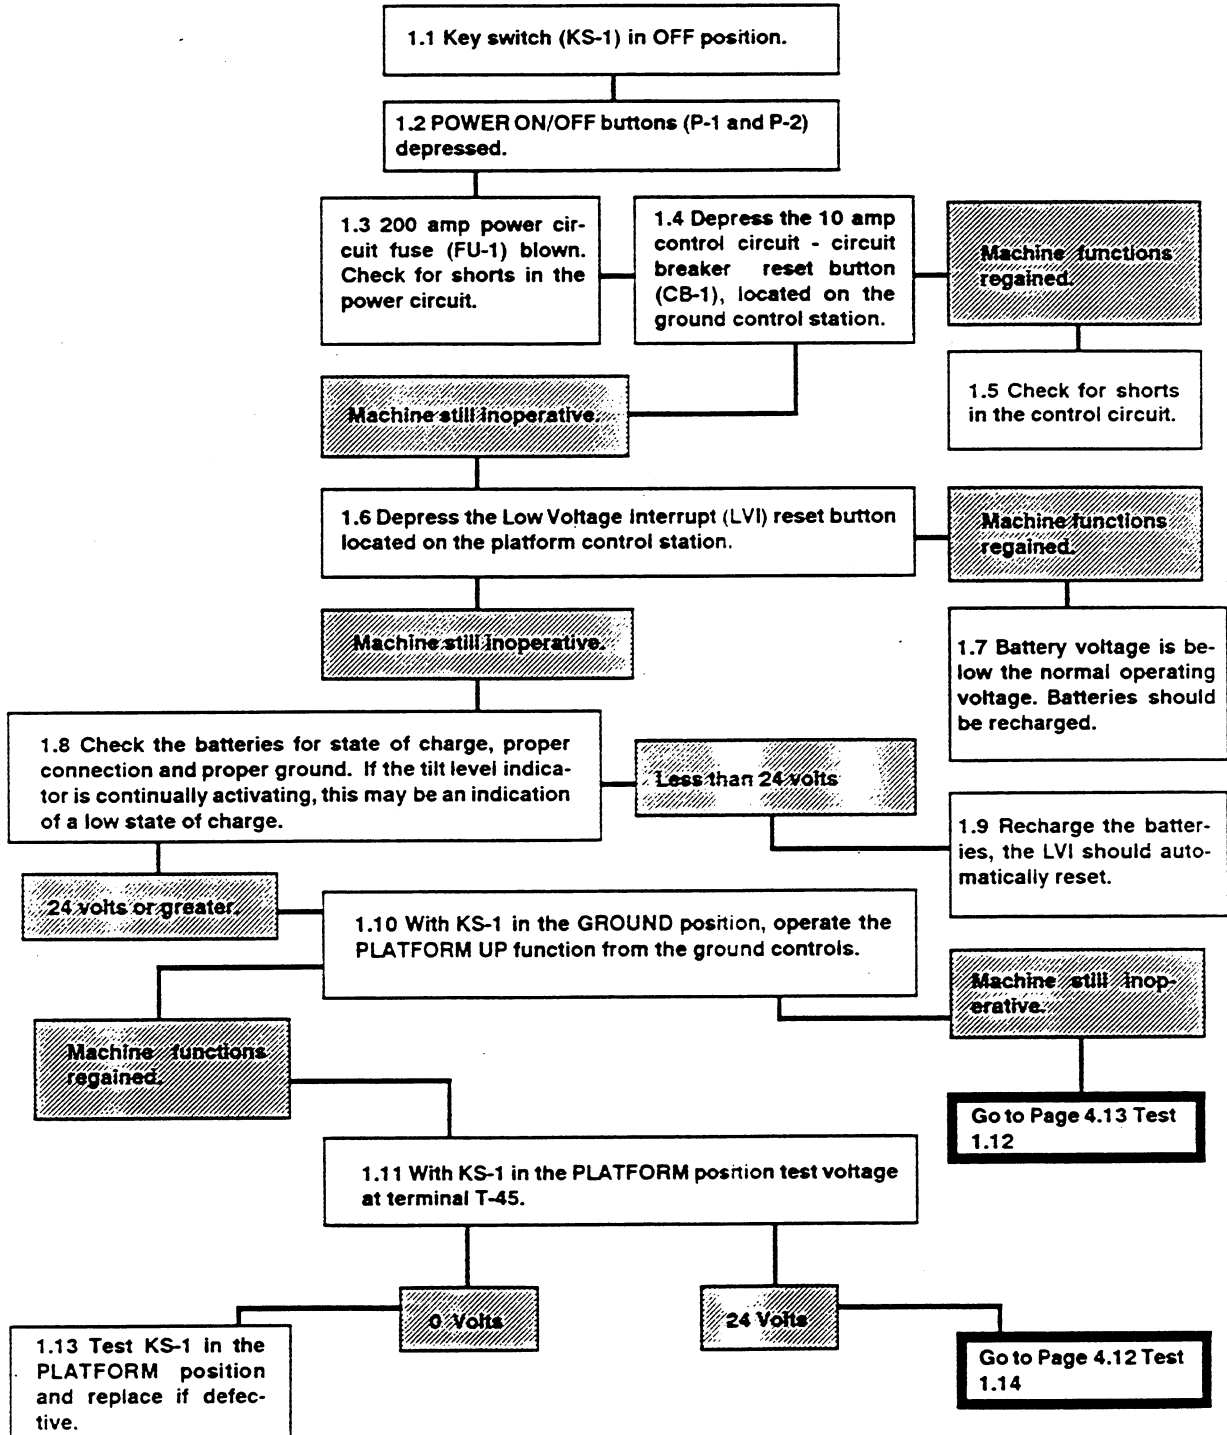 1.1 Key switch (KS-1) in OFF position.
1.2 POWER ON/OFF buttons (P-1 and P-2)
depressed.
1.3 200 amp power cir-
cuit fuse (FU-1) blown.
Check for shorts in the
power circuit.
1.4 Depress the 10 amp
control circuit - circuit
breaker reset button
(CB-1), located on the
ground control station.
Machine functions
regained.
1.5 Check for shorts
in the control circuit.
Machine still inoperative.
1.6 Depress the Low Voltage Interrupt (LVI) reset button
located on the platform control station.
Machine functions
regained.
Machine still inoperative.
1.7 Battery voltage is be-
low the normal operating
voltage. Batteries should
be recharged.
1.8 Check the batteries for state of charge, proper
connection and proper ground. If the tilt level indica-
tor is continually activating, this may be an indication
of a low state of charge.
Less than 24 volts
1.9 Recharge the batter-
ies, the LVI should auto-
matically reset.
24 volts or greater.
1.10 With KS-1 in the GROUND position, operate the
PLATFORM UP function from the ground controls.
Machine still inop-
erative.
Machine functions
regained.
Go to Page 4.13 Test
1.12
1.11 With KS-1 in the PLATFORM position test voltage
at terminal T-45.
0 Volts
24 Volts
1.13 Test KS-1 in the
PLATFORM position
and replace if defec-
tive.
Go to Page 4.12 Test
1.14